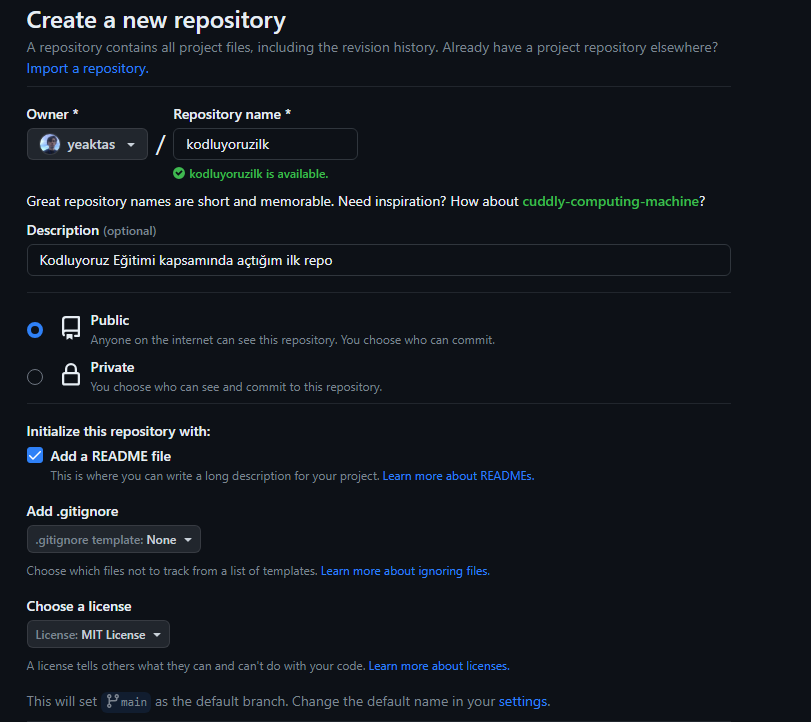 Create a new repository
A repository contains all project files, including the revision history. Already have a project repository elsewhere?
Import a repository.
Owner * Repository name *
yeaktas / kodluyoruzilk
kodluyoruzilk is available.
Great repository names are short and memorable. Need inspiration? How about cuddly-computing-machine?
Description (optional)
Kodluyoruz Eğitimi kapsamında açtığım ilk repo
Public
Anyone on the internet can see this repository. You choose who can commit.
Private
You choose who can see and commit to this repository.
Initialize this repository with:
Add a README file
This is where you can write a long description for your project. Learn more about READMEs.
Add .gitignore
.gitignore template: None
Choose which files not to track from a list of templates. Learn more about ignoring files.
Choose a license
License: MIT License
A license tells others what they can and can't do with your code. Learn more about licenses.
This will set main as the default branch. Change the default name in your settings.